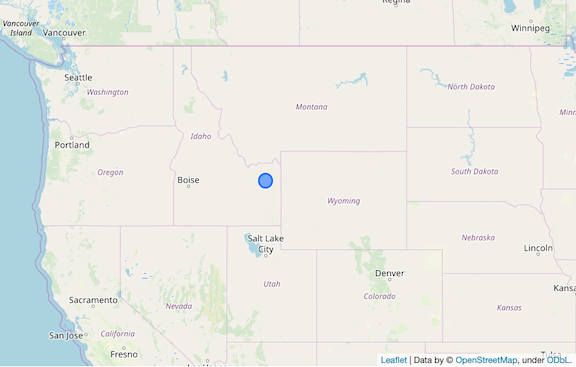 Regina
Vancouver
Island
Vancouver
Winnipeg
Seattle
Washington
North Dakota
Montana
Minn
Idaho
Portland
Oregon
Boise
South Dakota
Wyoming
Salt Lake
City
Nebraska
Lincoln
Denver
Utah
Colorado
Sacramento
Nevada
Kansas
Kansa
San Jose
California
Fresno
Leaflet | Data by © OpenStreetMap, under ODbL.